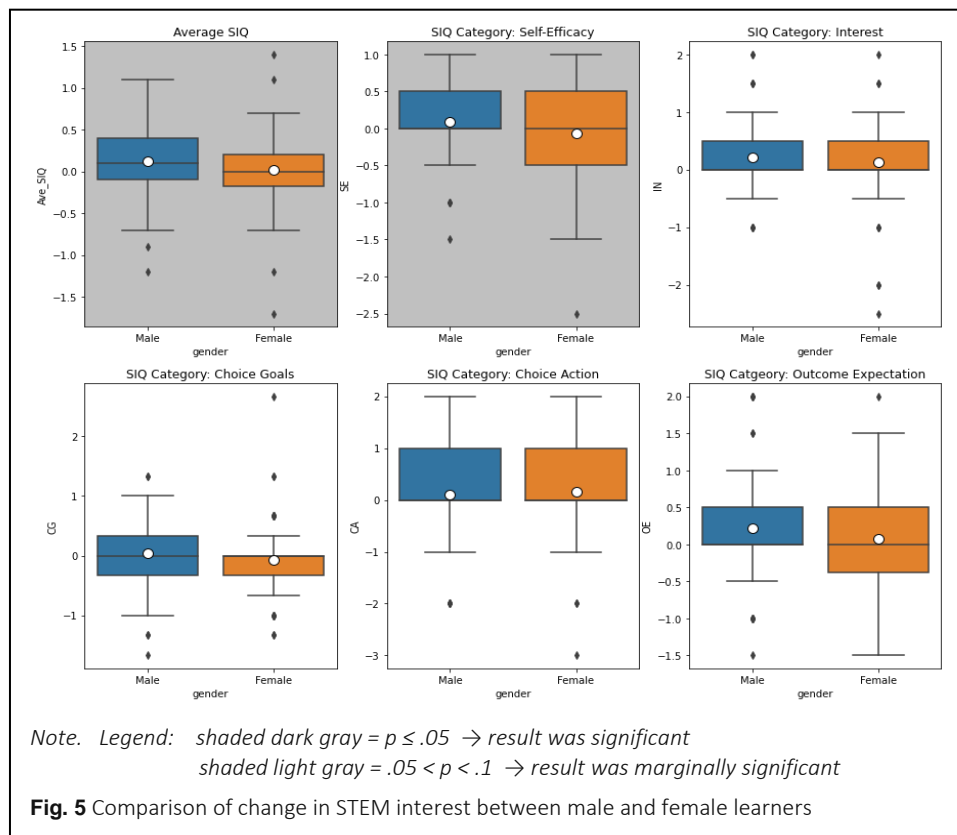 Average SIQ
1.5
1.0
0.5
0.0
−0.5
−1.0
−1.5
Ave_SIQ
Male
Female
gender
SIQ Category: Self-Efficacy
1.0
0.5
0.0
−0.5
−1.0
−1.5
−2.0
−2.5
SE
Male
Female
gender
SIQ Category: Interest
2
1
0
−1
−2
IN
Male
Female
gender
SIQ Category: Choice Goals
2
1
0
−1
CG
Male
Female
gender
SIQ Category: Choice Action
2
1
0
−1
−2
−3
CA
Male
Female
gender
SIQ Catgeory: Outcome Expectation
2.0
1.5
1.0
0.5
0.0
−0.5
−1.0
−1.5
OE
Male
Female
gender
Note. Legend: shaded dark gray = p ≤ .05 → result was significant
shaded light gray = .05 < p < .1 → result was marginally significant
Fig. 5 Comparison of change in STEM interest between male and female learners